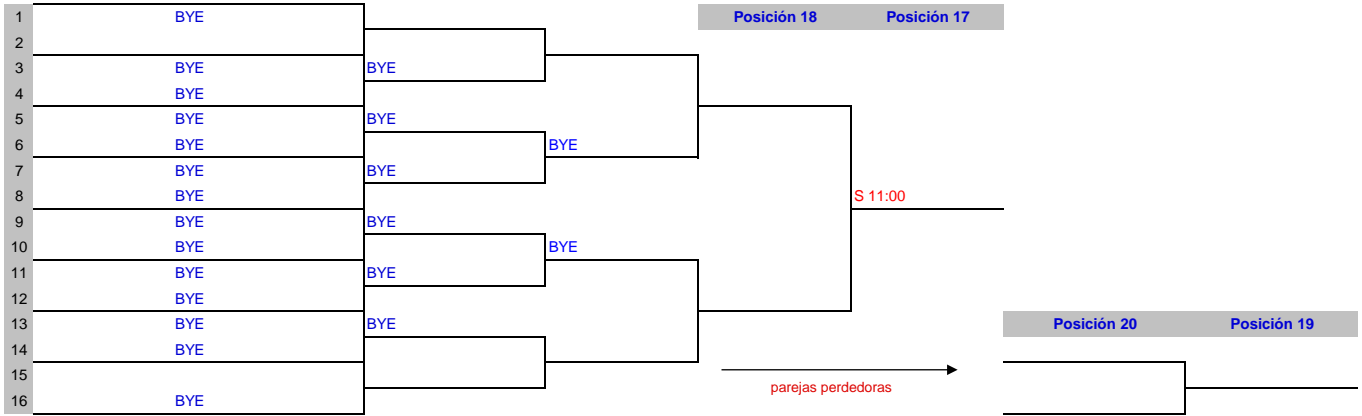 1 BYE Posición 18 Posición 17
2
3 BYE BYE
4 BYE
5 BYE BYE
6 BYE BYE
7 BYE BYE
8 BYE S 11:00
9 BYE BYE
10 BYE BYE
11 BYE BYE
12 BYE
13 BYE BYE Posición 20 Posición 19
14 BYE
15 parejas perdedoras
16 BYE